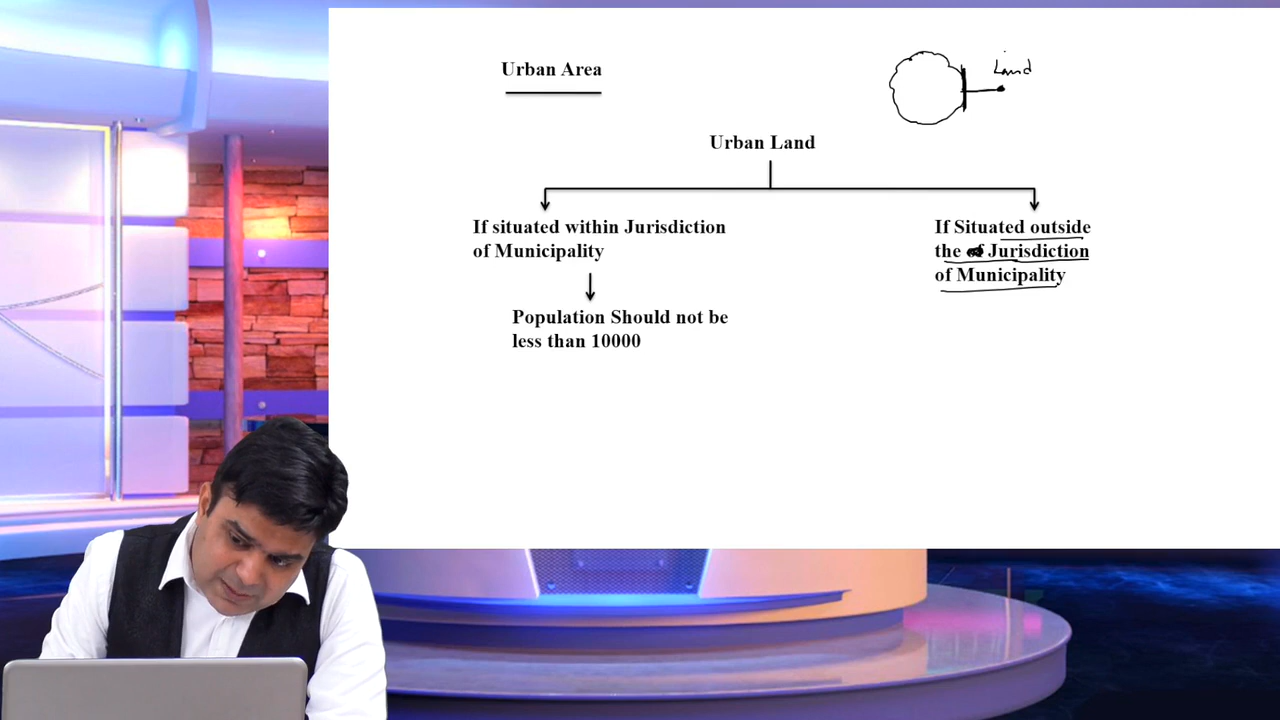 Urban Area
Land
Urban Land
If situated within Jurisdiction
of Municipality
Population Should not be
less than 10000
If Situated outside
the of Jurisdiction
of Municipality